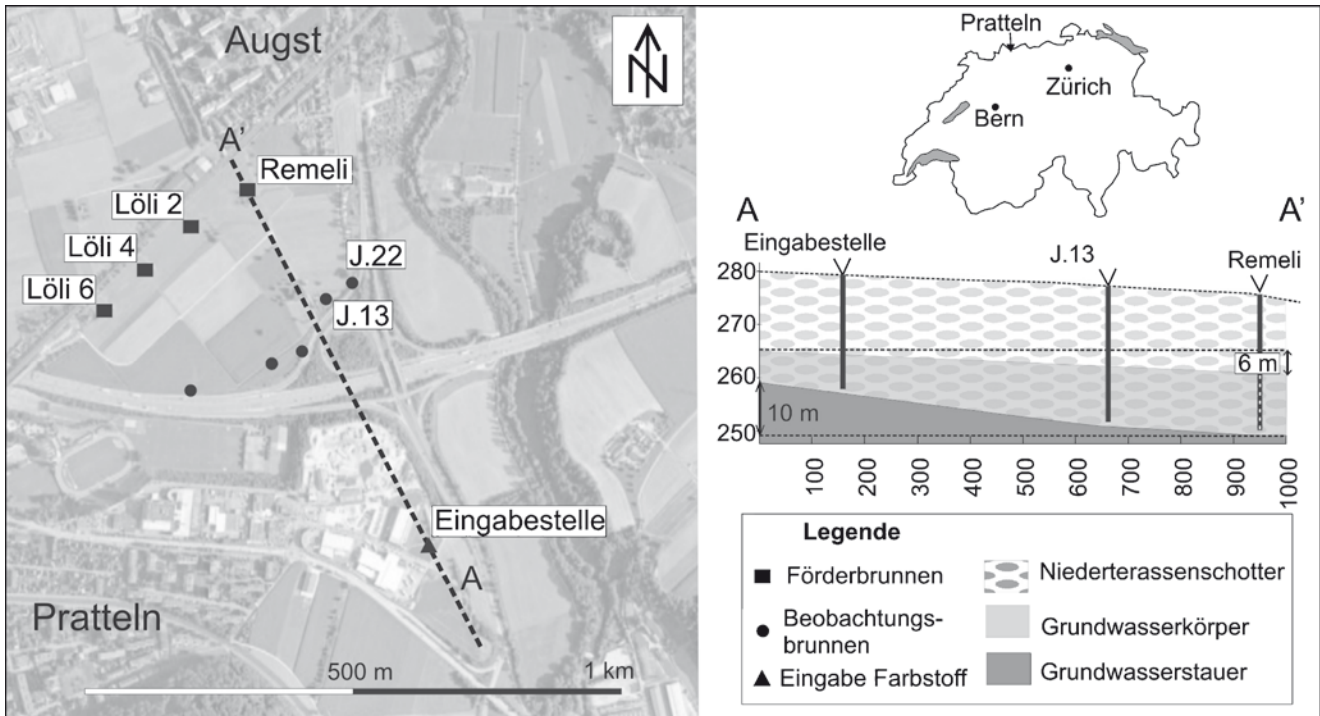 Augst
N
A'
Remeli
Löli 2
Löli 4
Löli 6
J.22
J.13
Eingabestelle
A
Pratteln
500 m
1 km
Pratteln
Zürich
Bern
A
A'
Eingabestelle
J.13
Remeli
280
270
260
250
6 m
10 m
100
200
300
400
500
600
700
800
900
1000
Legende
Förderbrunnen
Beobachtungs-
brunnen
Eingabe Farbstoff
Niederterassenschotter
Grundwasserkörper
Grundwasserstauer